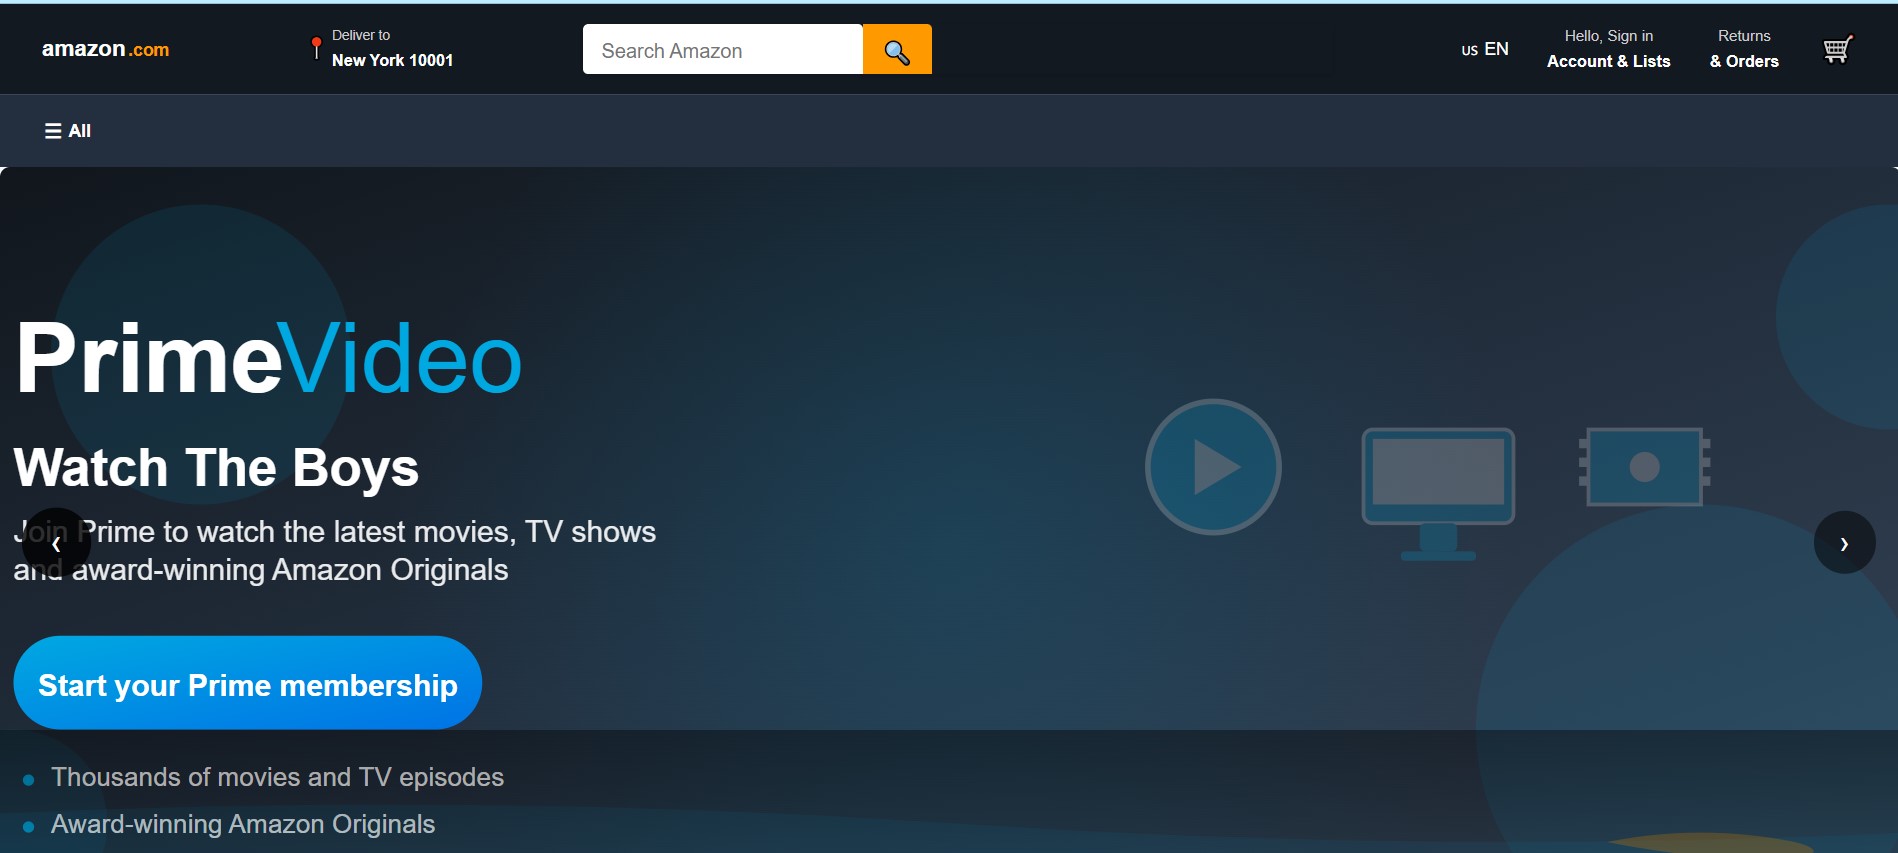 amazon.com
Deliver to
New York 10001
Search Amazon
US EN
Hello, Sign in
Account & Lists
Returns
& Orders
☰ All
PrimeVideo
Watch The Boys
Join Prime to watch the latest movies, TV shows
and award-winning Amazon Originals
Start your Prime membership
Thousands of movies and TV episodes
Award-winning Amazon Originals